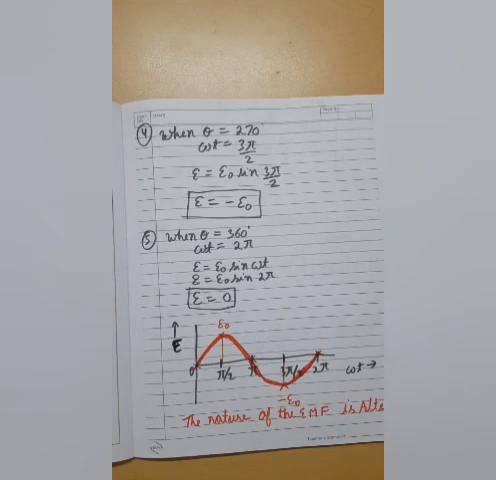 ④ when θ = 270°
ωt = 3π/2
ε = ε₀ sin 3π/2
ε = -ε₀
⑤ when θ = 360°
ωt = 2π
ε = ε₀ sin ωt
ε = ε₀ sin 2π
ε = 0
ε₀
ε
0 π/2 π 3π/2 2π ωt →
-ε₀
The nature of the EMF is Alte